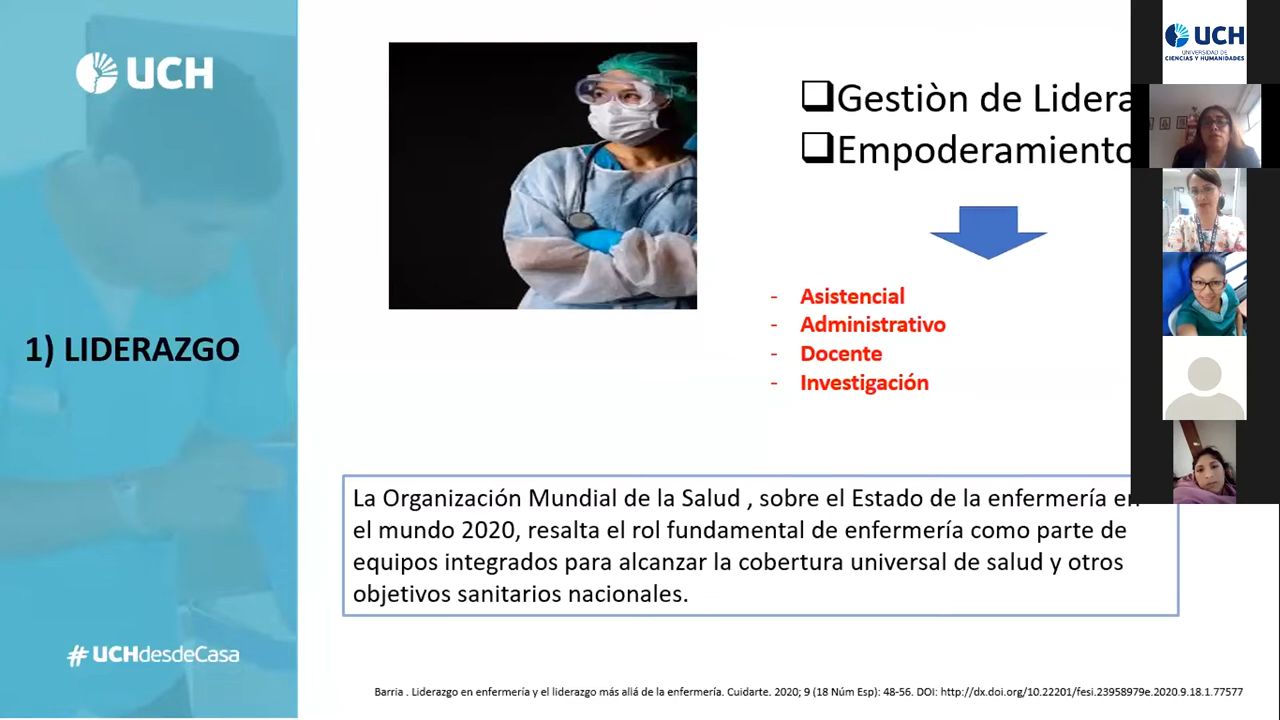 UCH
1) LIDERAZGO
#UCHdesdeCasa
❑Gestiòn de Lidera
❑Empoderamiento
- Asistencial
- Administrativo
- Docente
- Investigación
La Organización Mundial de la Salud , sobre el Estado de la enfermería en
el mundo 2020, resalta el rol fundamental de enfermería como parte de
equipos integrados para alcanzar la cobertura universal de salud y otros
objetivos sanitarios nacionales.
Barria . Liderazgo en enfermería y el liderazgo más allá de la enfermería. Cuidarte. 2020; 9 (18 Núm Esp): 48-56. DOI: http://dx.doi.org/10.22201/fesi.23958979e.2020.9.18.1.77577
UCH
UNIVERSIDAD DE
CIENCIAS Y HUMANIDADES